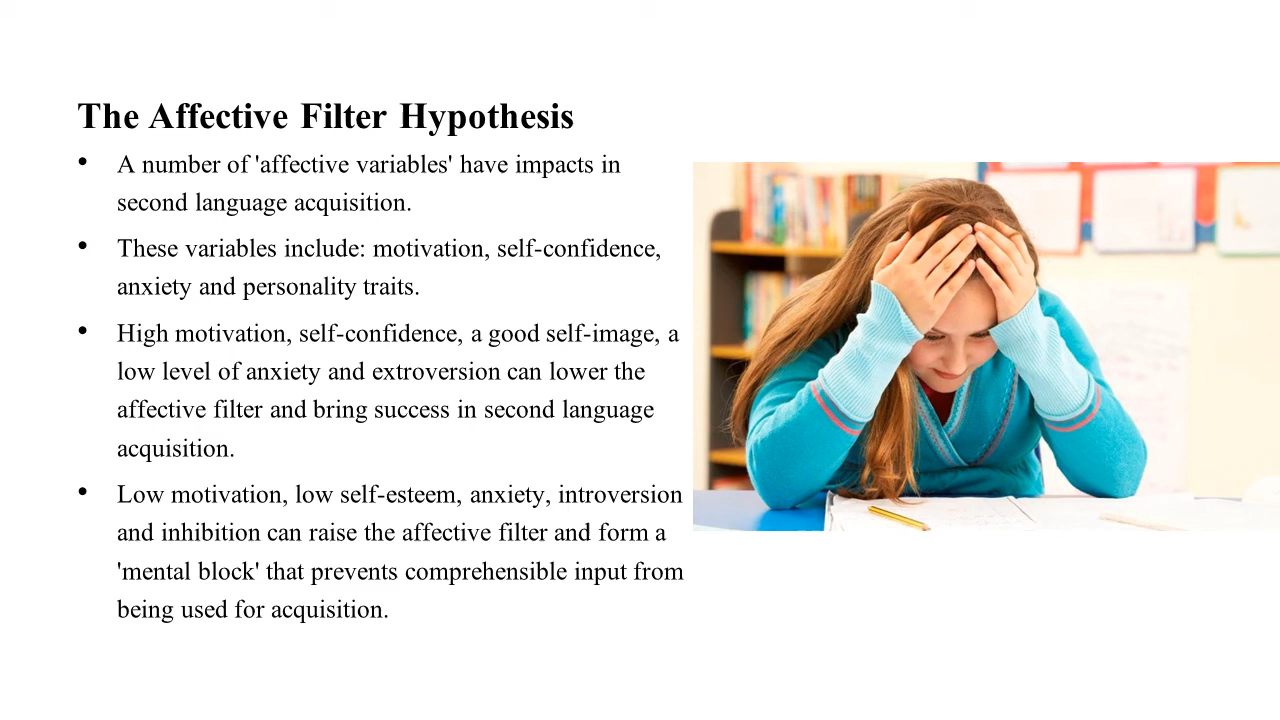 The Affective Filter Hypothesis
• A number of 'affective variables' have impacts in
second language acquisition.
• These variables include: motivation, self-confidence,
anxiety and personality traits.
• High motivation, self-confidence, a good self-image, a
low level of anxiety and extroversion can lower the
affective filter and bring success in second language
acquisition.
• Low motivation, low self-esteem, anxiety, introversion
and inhibition can raise the affective filter and form a
'mental block' that prevents comprehensible input from
being used for acquisition.